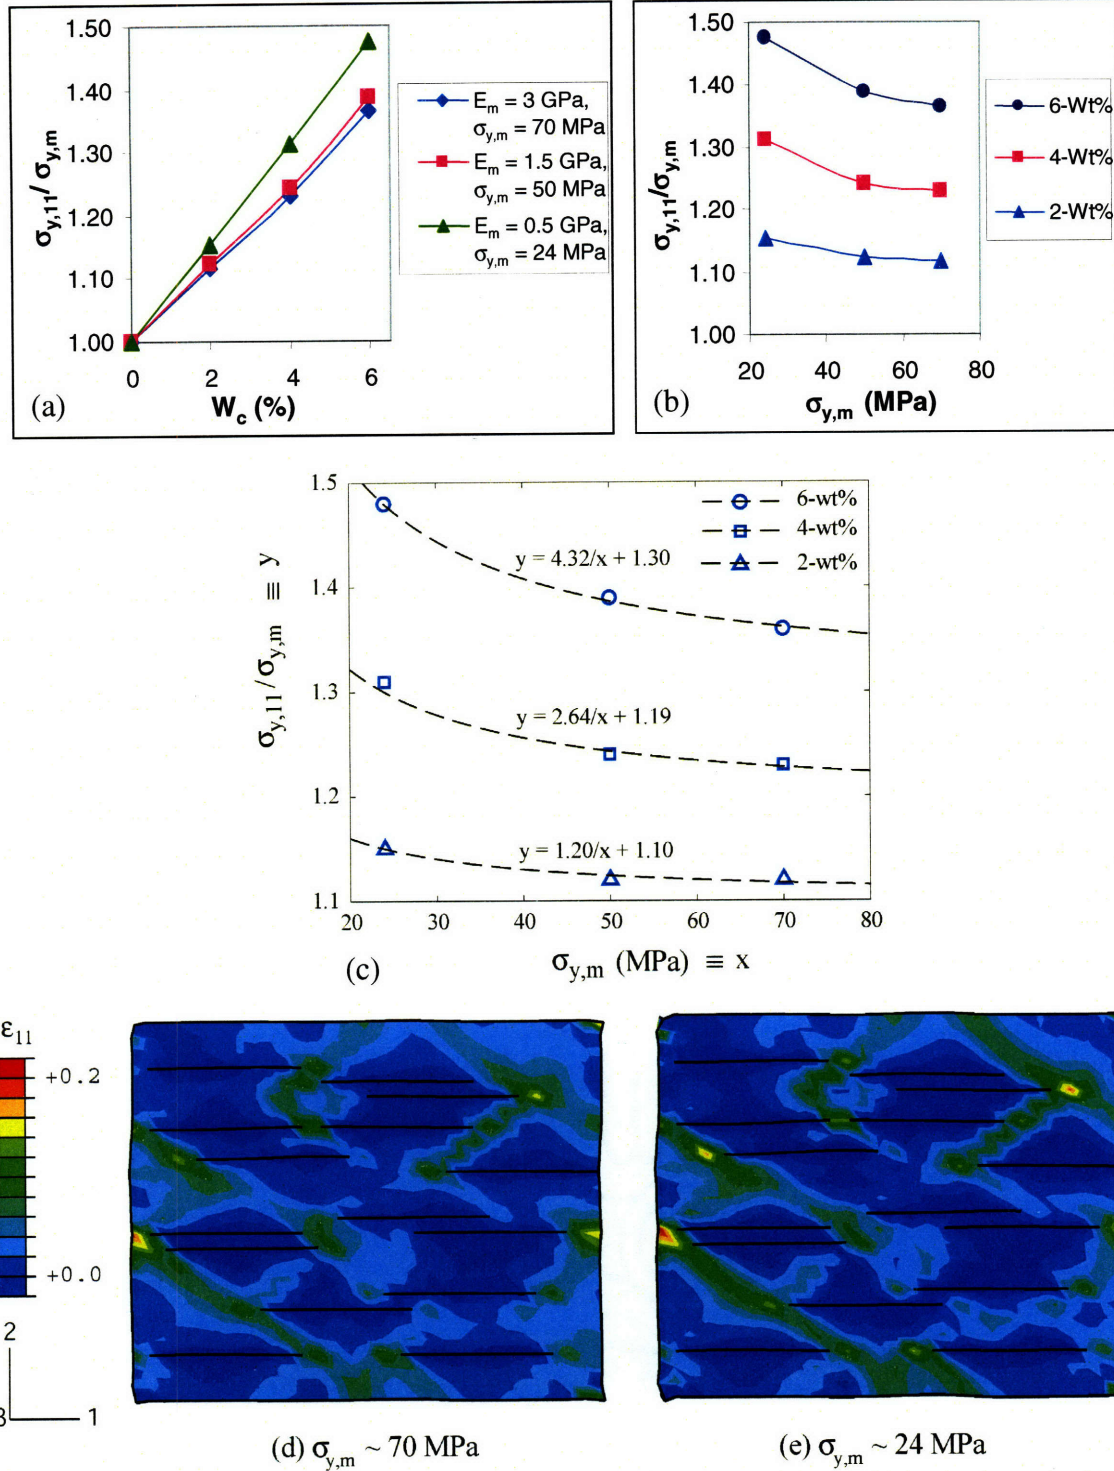 1.50
1.40
1.30
1.20
1.10
1.00
σy,11/σy,m
0 2 4 6
Wc (%)
(a)
Em = 3 GPa,
σy,m = 70 MPa
Em = 1.5 GPa,
σy,m = 50 MPa
Em = 0.5 GPa,
σy,m = 24 MPa
1.50
1.40
1.30
1.20
1.10
1.00
σy,11/σy,m
20 40 60 80
σy,m (MPa)
(b)
6-Wt%
4-Wt%
2-Wt%
1.5
1.4
1.3
1.2
1.1
σy,11/σy,m ≡ y
6-wt%
4-wt%
2-wt%
y = 4.32/x + 1.30
y = 2.64/x + 1.19
y = 1.20/x + 1.10
20 30 40 50 60 70 80
σy,m (MPa) ≡ x
(c)
ε11
+0.2
+0.0
2
3 1
(d) σy,m ~ 70 MPa
(e) σy,m ~ 24 MPa